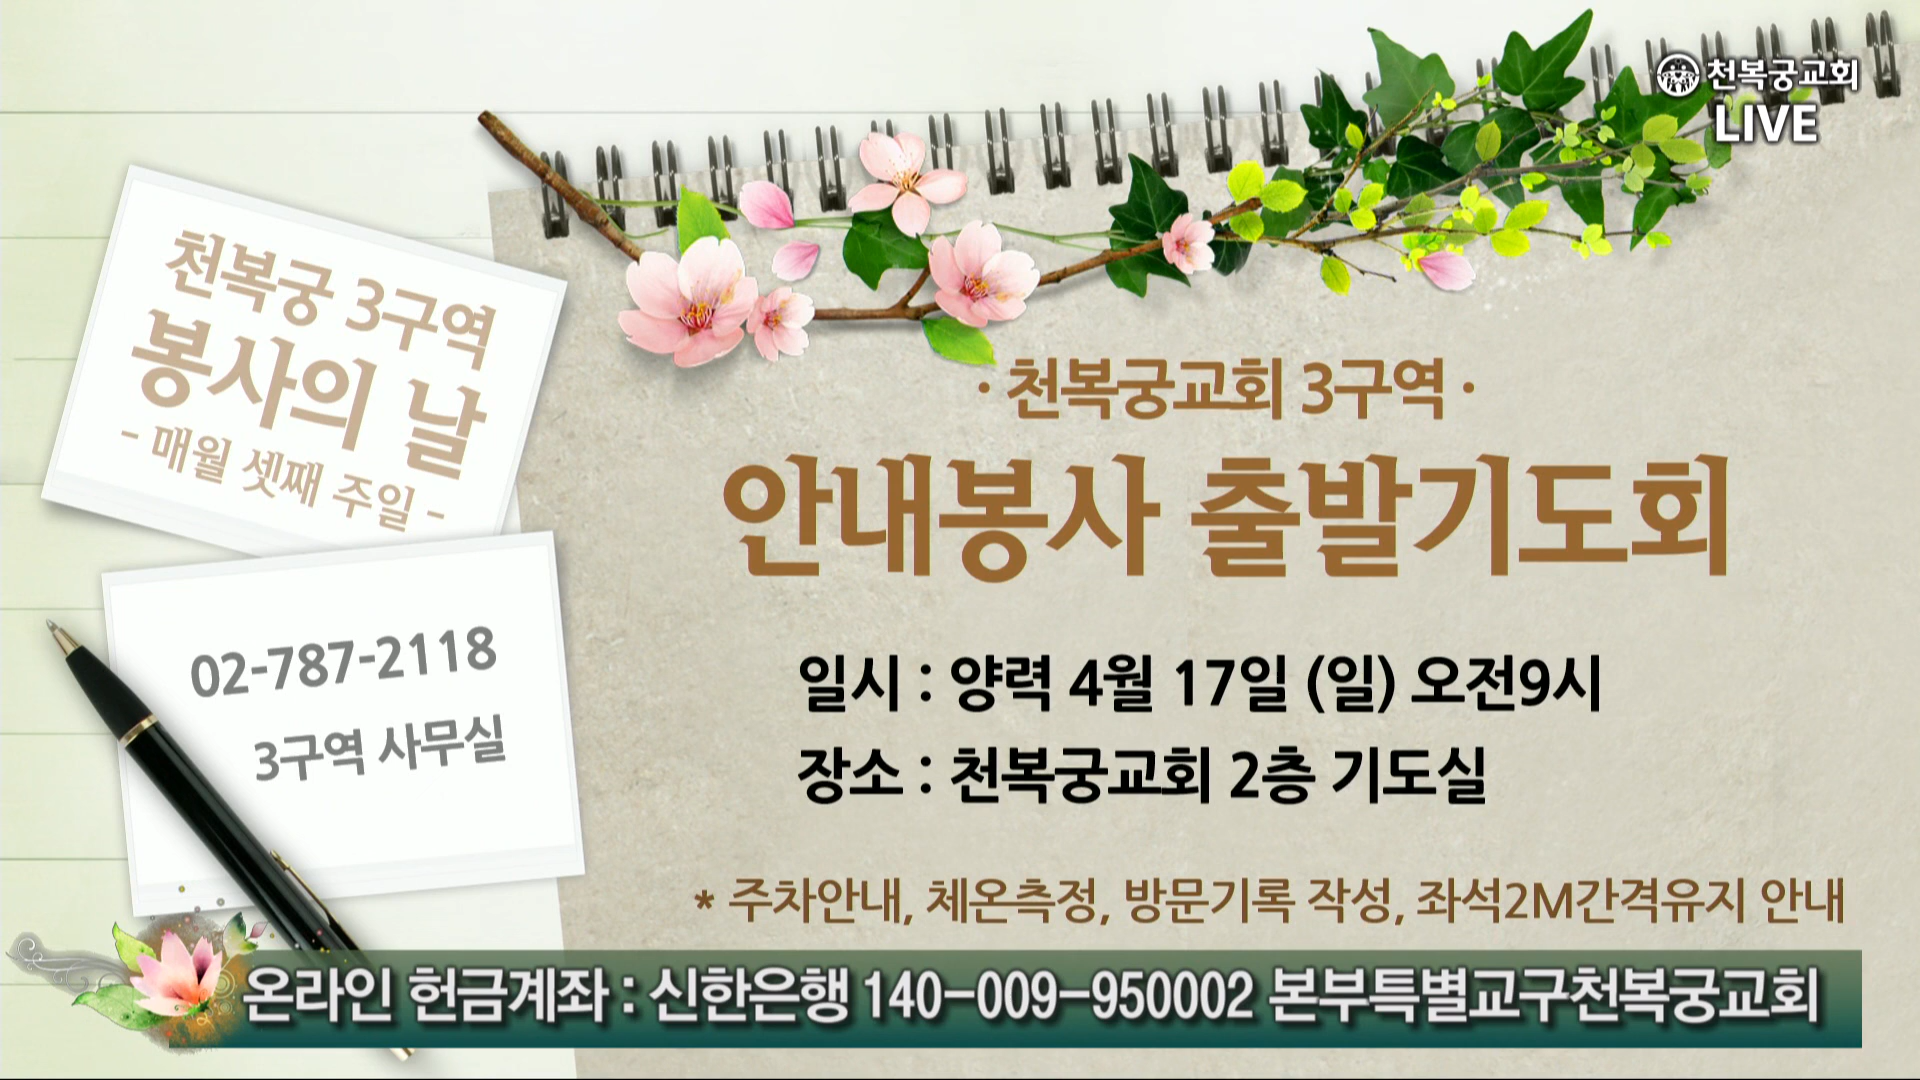 천복궁교회
LIVE
천복궁 3구역
봉사의 날
- 매월 셋째 주일 -
02-787-2118
3구역 사무실
· 천복궁교회 3구역 ·
안내봉사 출발기도회
일시 : 양력 4월 17일 (일) 오전9시
장소 : 천복궁교회 2층 기도실
* 주차안내, 체온측정, 방문기록 작성, 좌석2M간격유지 안내
온라인 헌금계좌 : 신한은행 140-009-950002 본부특별교구천복궁교회